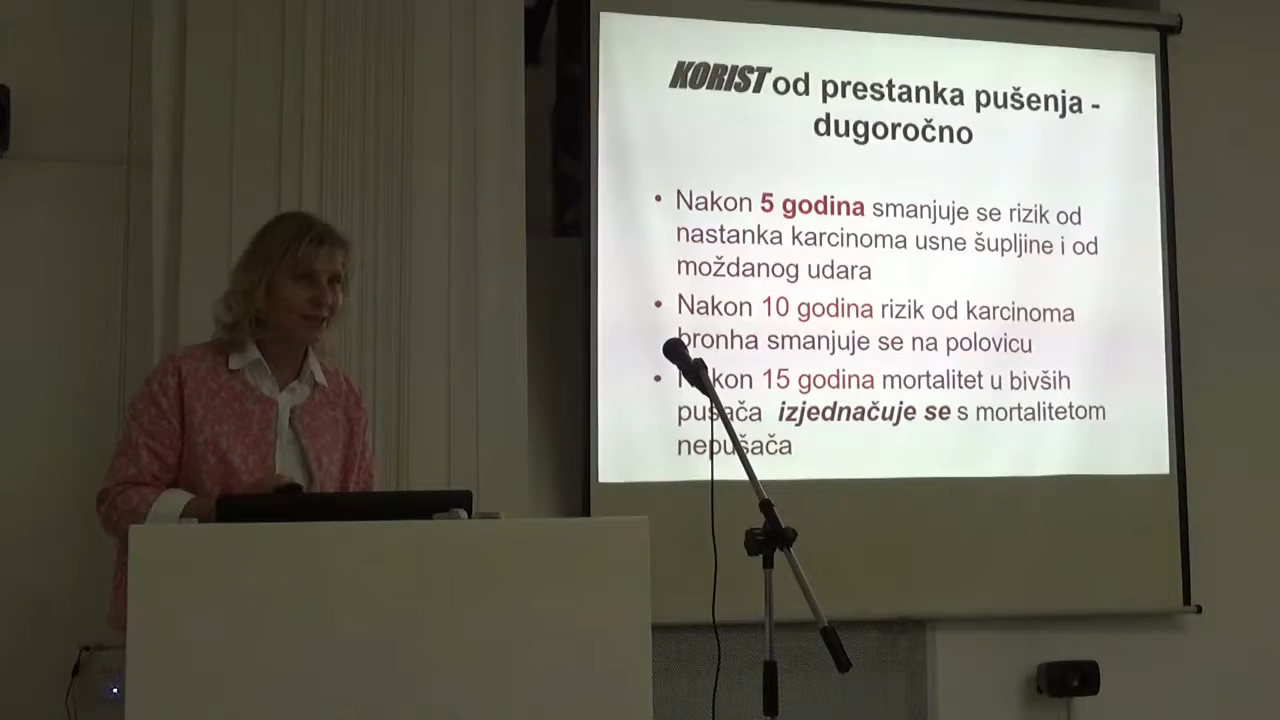 KORIST od prestanka pušenja -
dugoročno
• Nakon 5 godina smanjuje se rizik od
nastanka karcinoma usne šupljine i od
moždanog udara
• Nakon 10 godina rizik od karcinoma
bronha smanjuje se na polovicu
• Nakon 15 godina mortalitet u bivših
pušača izjednačuje se s mortalitetom
nepušača